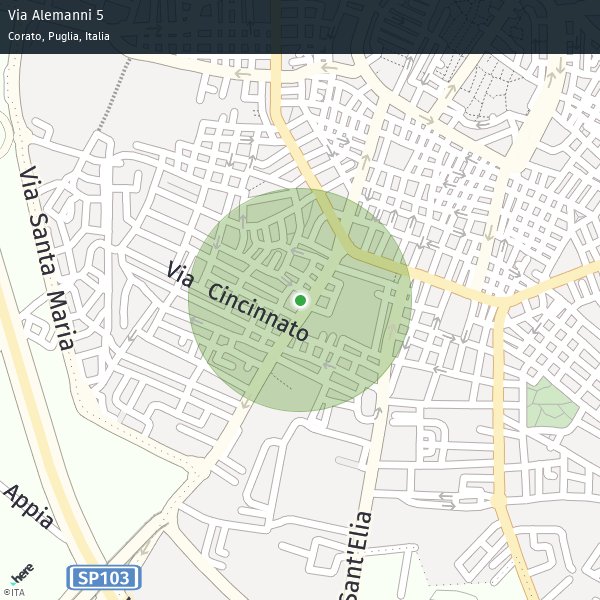 Via Alemanni 5
Corato, Puglia, Italia
Via Santa Maria
Via Cincinnato
Appia
Sant'Elia
SP103
here
©ITA